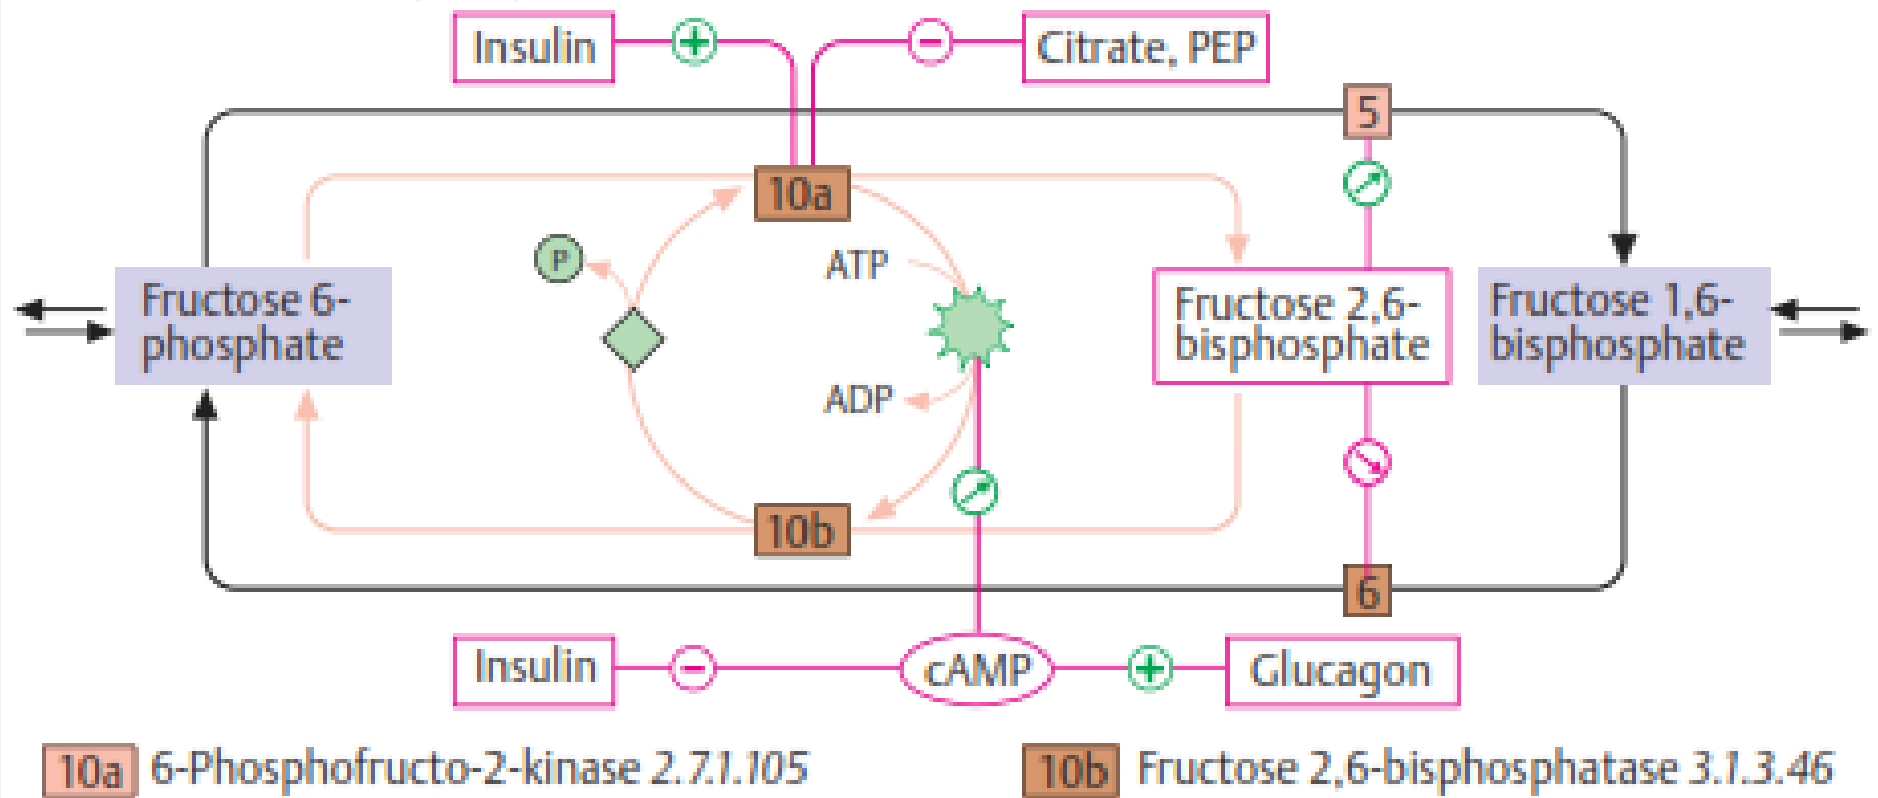 Insulin
Citrate, PEP
5
10a
P
ATP
Fructose 6-
phosphate
Fructose 2,6-
bisphosphate
Fructose 1,6-
bisphosphate
ADP
10b
6
Insulin
cAMP
Glucagon
10a 6-Phosphofructo-2-kinase 2.7.1.105
10b Fructose 2,6-bisphosphatase 3.1.3.46